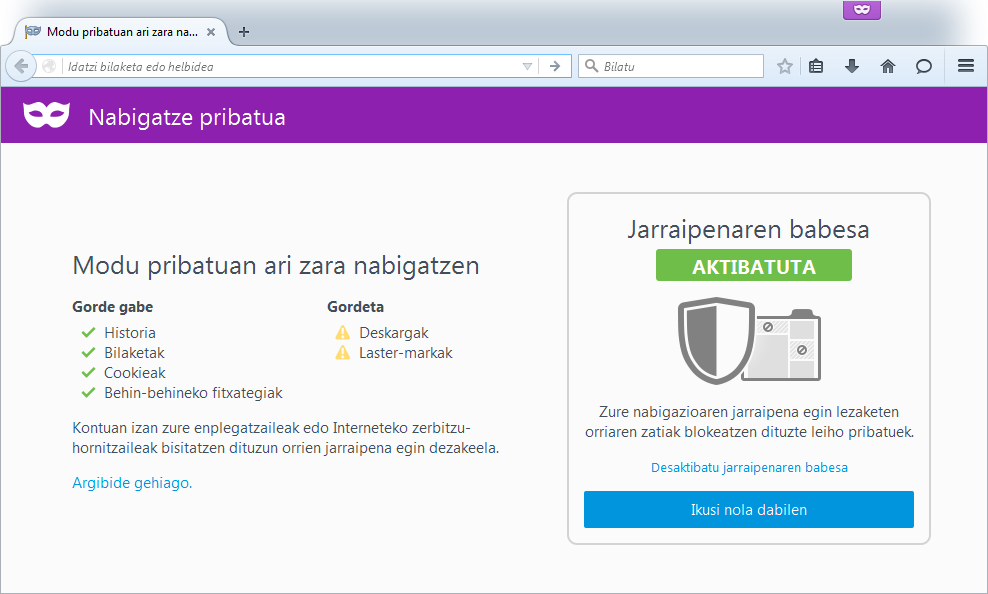 Modu pribatuan ari zara na...
Idatzi bilaketa edo helbidea
Bilatu
Nabigatze pribatua
Modu pribatuan ari zara nabigatzen
Gorde gabe
Historia
Bilaketak
Cookieak
Behin-behineko fitxategiak
Gordeta
Deskargak
Laster-markak
Kontuan izan zure enplegatzaileak edo Interneteko zerbitzu-
hornitzaileak bisitatzen dituzun orrien jarraipena egin dezakeela.
Argibide gehiago.
Jarraipenaren babesa
AKTIBATUTA
Zure nabigazioaren jarraipena egin lezaketen
orriaren zatiak blokeatzen dituzte leiho pribatuek.
Desaktibatu jarraipenaren babesa
Ikusi nola dabilen